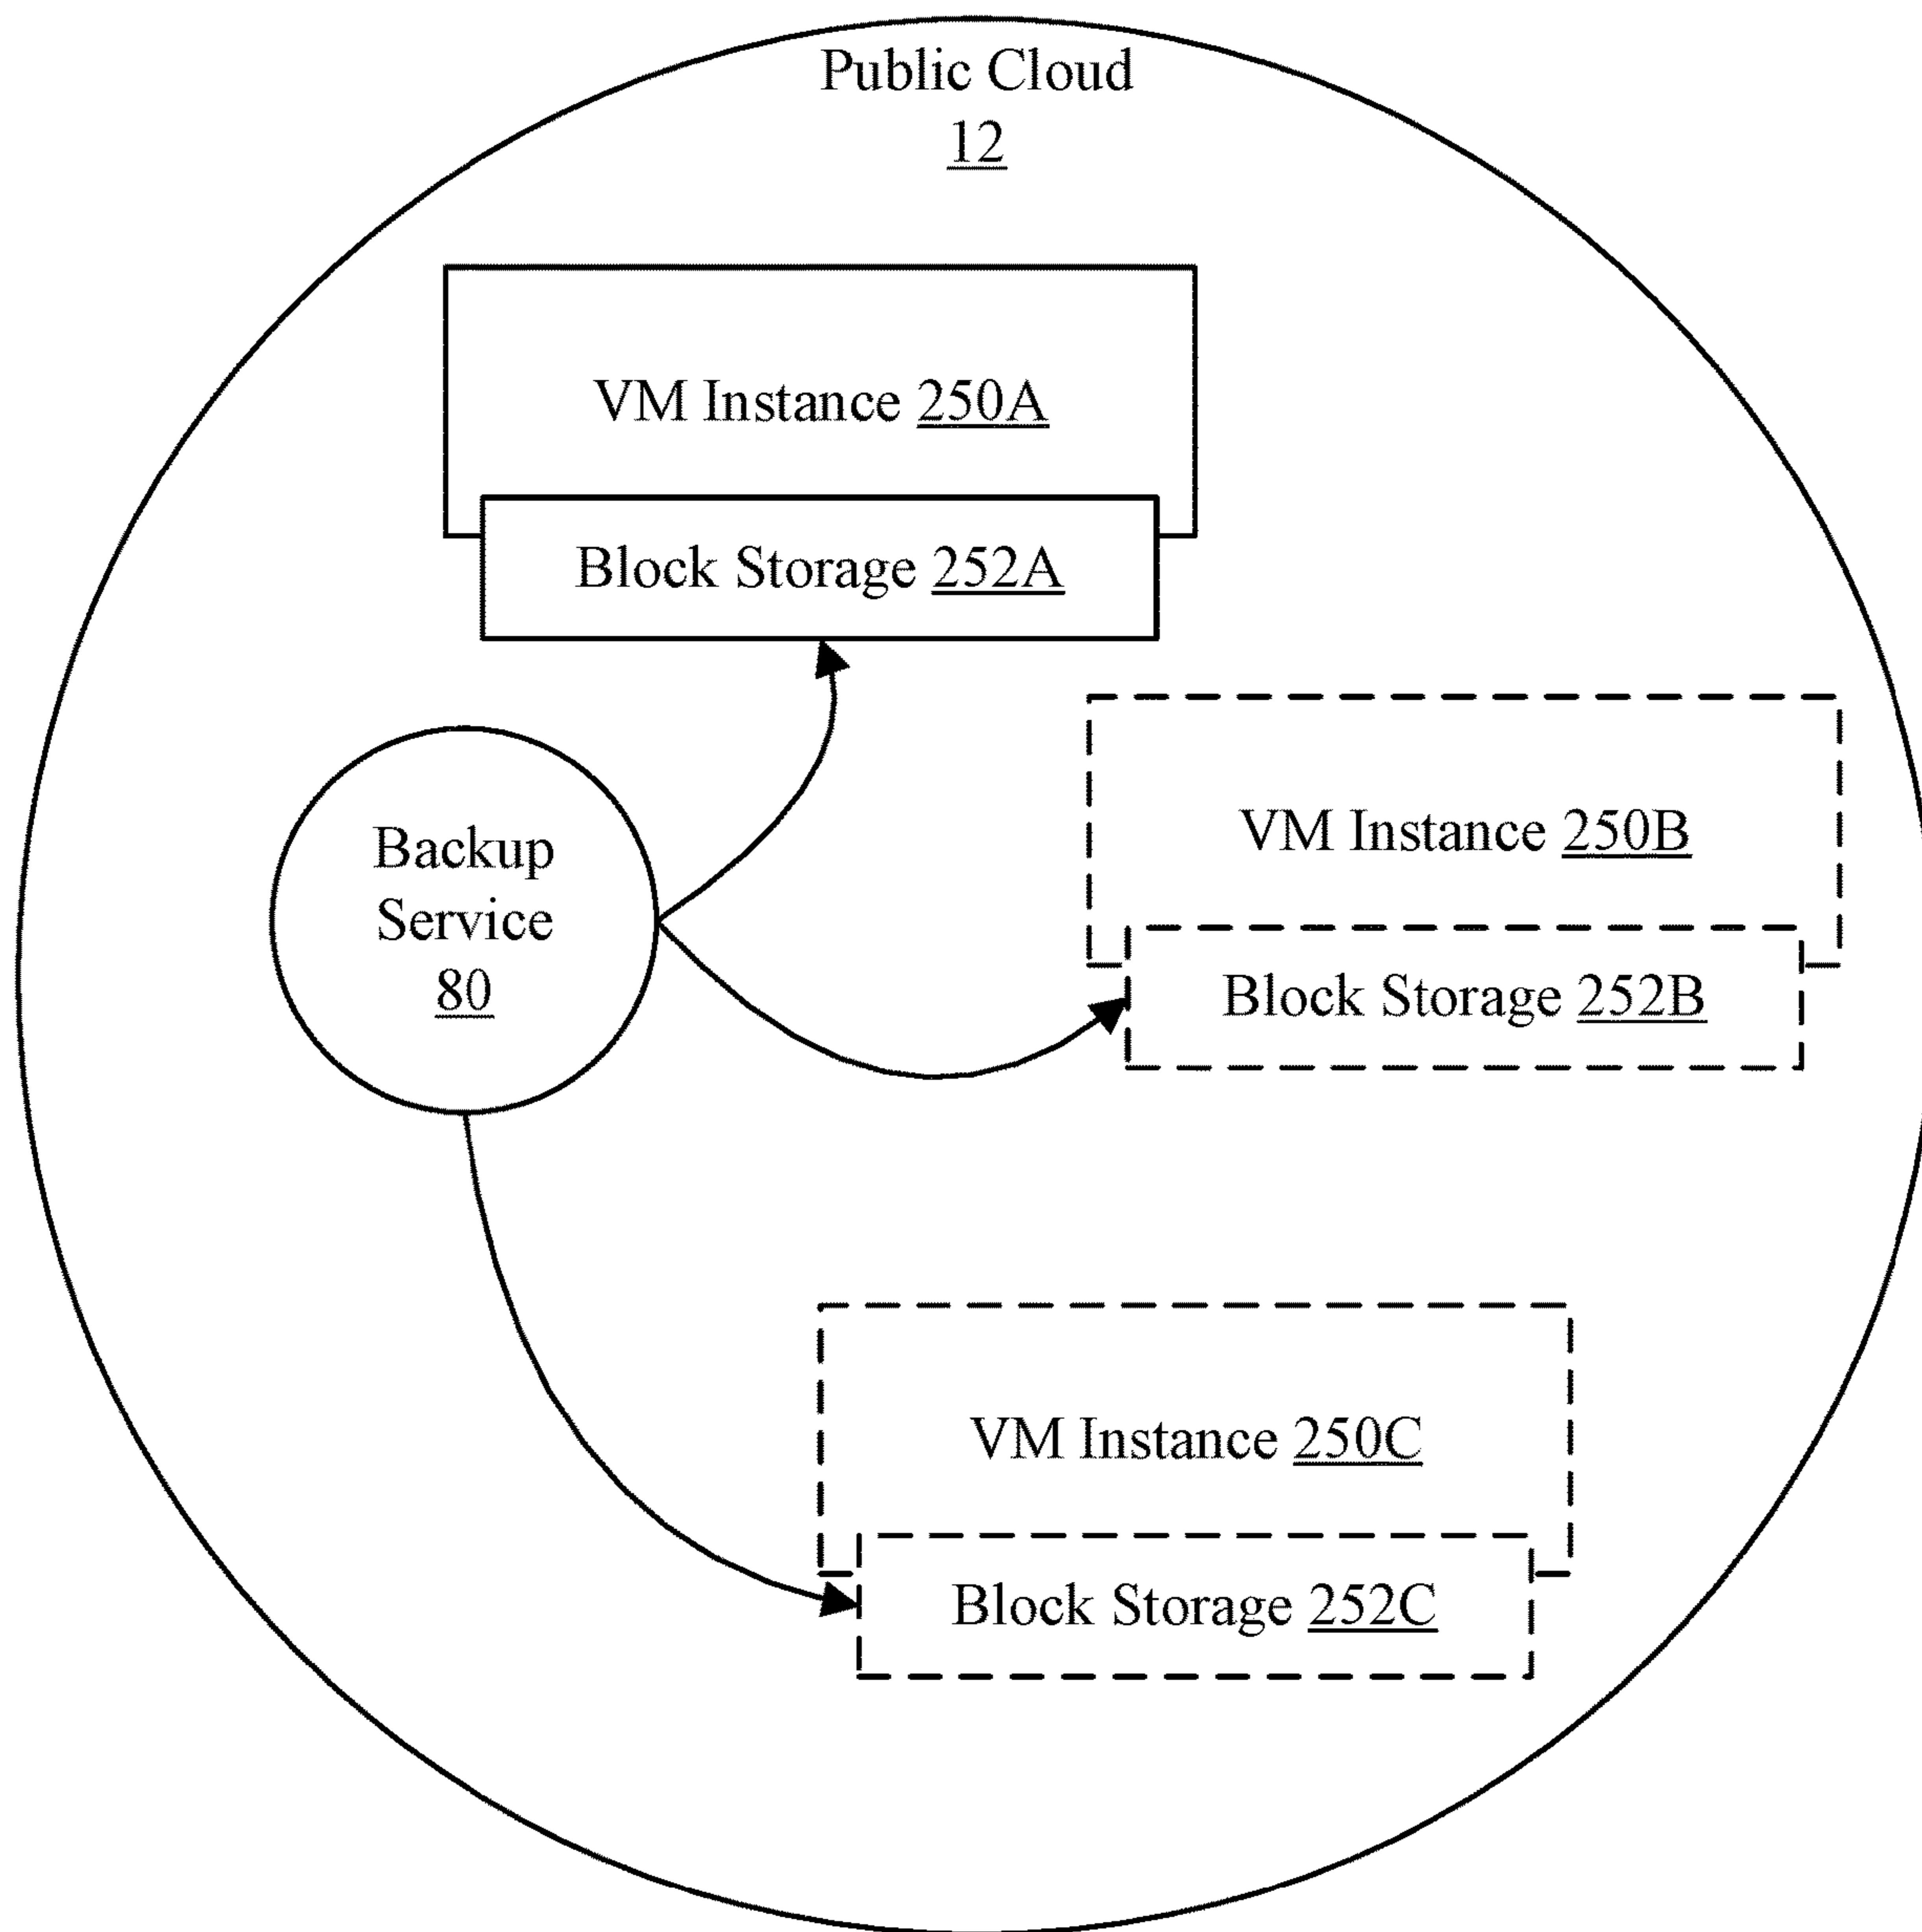 Public Cloud
12
VM Instance 250A
Block Storage 252A
Backup
Service
80
VM Instance 250B
Block Storage 252B
VM Instance 250C
Block Storage 252C